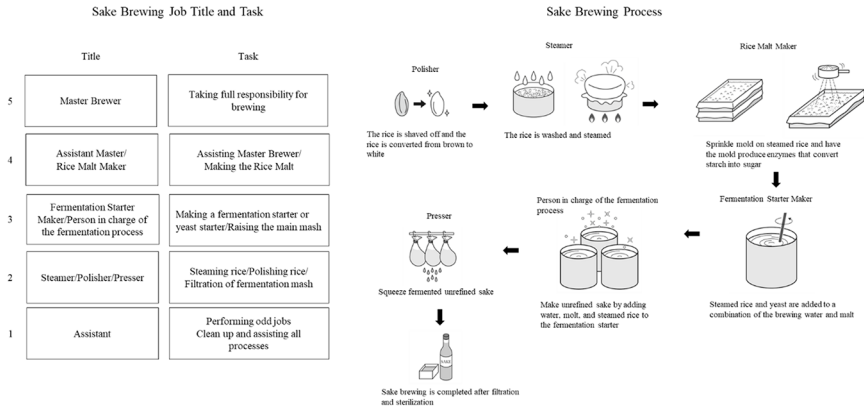 Sake Brewing Job Title and Task
Title
Task
5
Master Brewer
Taking full responsibility for
brewing
4
Assistant Master/
Rice Malt Maker
Assisting Master Brewer/
Making the Rice Malt
3
Fermentation Starter
Maker/Person in charge of
the fermentation process
Making a fermentation starter or
yeast starter/Raising the main mash
2
Steamer/Polisher/Presser
Steaming rice/Polishing rice/
Filtration of fermentation mash
1
Assistant
Performing odd jobs
Clean up and assisting all
processes
Sake Brewing Process
Polisher
The rice is shaved off and the
rice is converted from brown to
white
Steamer
The rice is washed and steamed
Rice Malt Maker
Sprinkle mold on steamed rice and have
the mold produce enzymes that convert
starch into sugar
Fermentation Starter Maker
Steamed rice and yeast are added to a
combination of the brewing water and malt
Person in charge of the fermentation
process
Make unrefined sake by adding
water, molt, and steamed rice to
the fermentation starter
Presser
Squeeze fermented unrefined sake
Sake brewing is completed after filtration
and sterilization